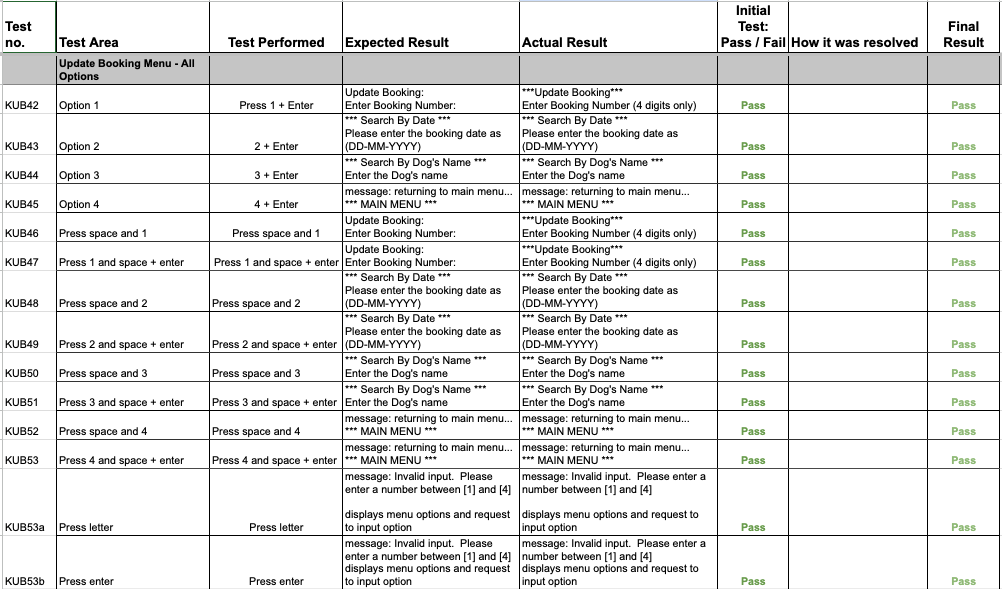 Test no. Test Area Test Performed Expected Result Actual Result Initial Test: Pass / Fail How it was resolved Final Result
Update Booking Menu - All Options
KUB42 Option 1 Press 1 + Enter Update Booking: Enter Booking Number: ***Update Booking*** Enter Booking Number (4 digits only) Pass Pass
KUB43 Option 2 2 + Enter *** Search By Date *** Please enter the booking date as (DD-MM-YYYY) *** Search By Date *** Please enter the booking date as (DD-MM-YYYY) Pass Pass
KUB44 Option 3 3 + Enter *** Search By Dog's Name *** Enter the Dog's name *** Search By Dog's Name *** Enter the Dog's name Pass Pass
KUB45 Option 4 4 + Enter message: returning to main menu... *** MAIN MENU *** message: returning to main menu... *** MAIN MENU *** Pass Pass
KUB46 Press space and 1 Press space and 1 Update Booking: Enter Booking Number: ***Update Booking*** Enter Booking Number (4 digits only) Pass Pass
KUB47 Press 1 and space + enter Press 1 and space + enter Update Booking: Enter Booking Number: ***Update Booking*** Enter Booking Number (4 digits only) Pass Pass
KUB48 Press space and 2 Press space and 2 *** Search By Date *** Please enter the booking date as (DD-MM-YYYY) *** Search By Date *** Please enter the booking date as (DD-MM-YYYY) Pass Pass
KUB49 Press 2 and space + enter Press 2 and space + enter *** Search By Date *** Please enter the booking date as (DD-MM-YYYY) *** Search By Date *** Please enter the booking date as (DD-MM-YYYY) Pass Pass
KUB50 Press space and 3 Press space and 3 *** Search By Dog's Name *** Enter the Dog's name *** Search By Dog's Name *** Enter the Dog's name Pass Pass
KUB51 Press 3 and space + enter Press 3 and space + enter *** Search By Dog's Name *** Enter the Dog's name *** Search By Dog's Name *** Enter the Dog's name Pass Pass
KUB52 Press space and 4 Press space and 4 message: returning to main menu... *** MAIN MENU *** message: returning to main menu... *** MAIN MENU *** Pass Pass
KUB53 Press 4 and space + enter Press 4 and space + enter message: returning to main menu... *** MAIN MENU *** message: returning to main menu... *** MAIN MENU *** Pass Pass
KUB53a Press letter Press letter message: Invalid input. Please enter a number between [1] and [4] displays menu options and request to input option message: Invalid input. Please enter a number between [1] and [4] displays menu options and request to input option Pass Pass
KUB53b Press enter Press enter message: Invalid input. Please enter a number between [1] and [4] displays menu options and request to input option message: Invalid input. Please enter a number between [1] and [4] displays menu options and request to input option Pass Pass